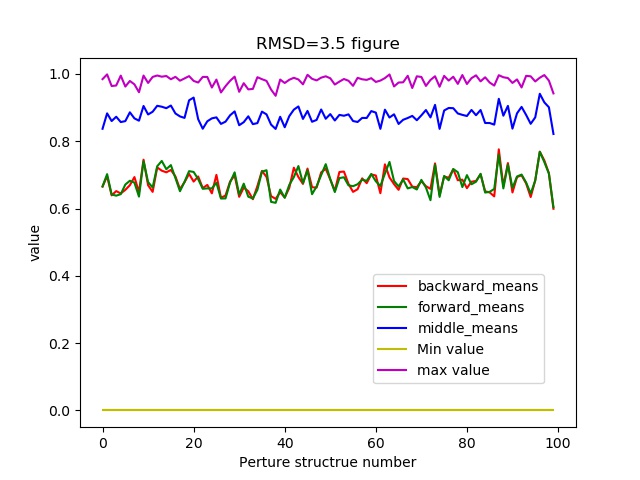 RMSD=3.5 figure
value
1.0
0.8
0.6
0.4
0.2
0.0
backward_means
forward_means
middle_means
Min value
max value
0 20 40 60 80 100
Perture structrue number